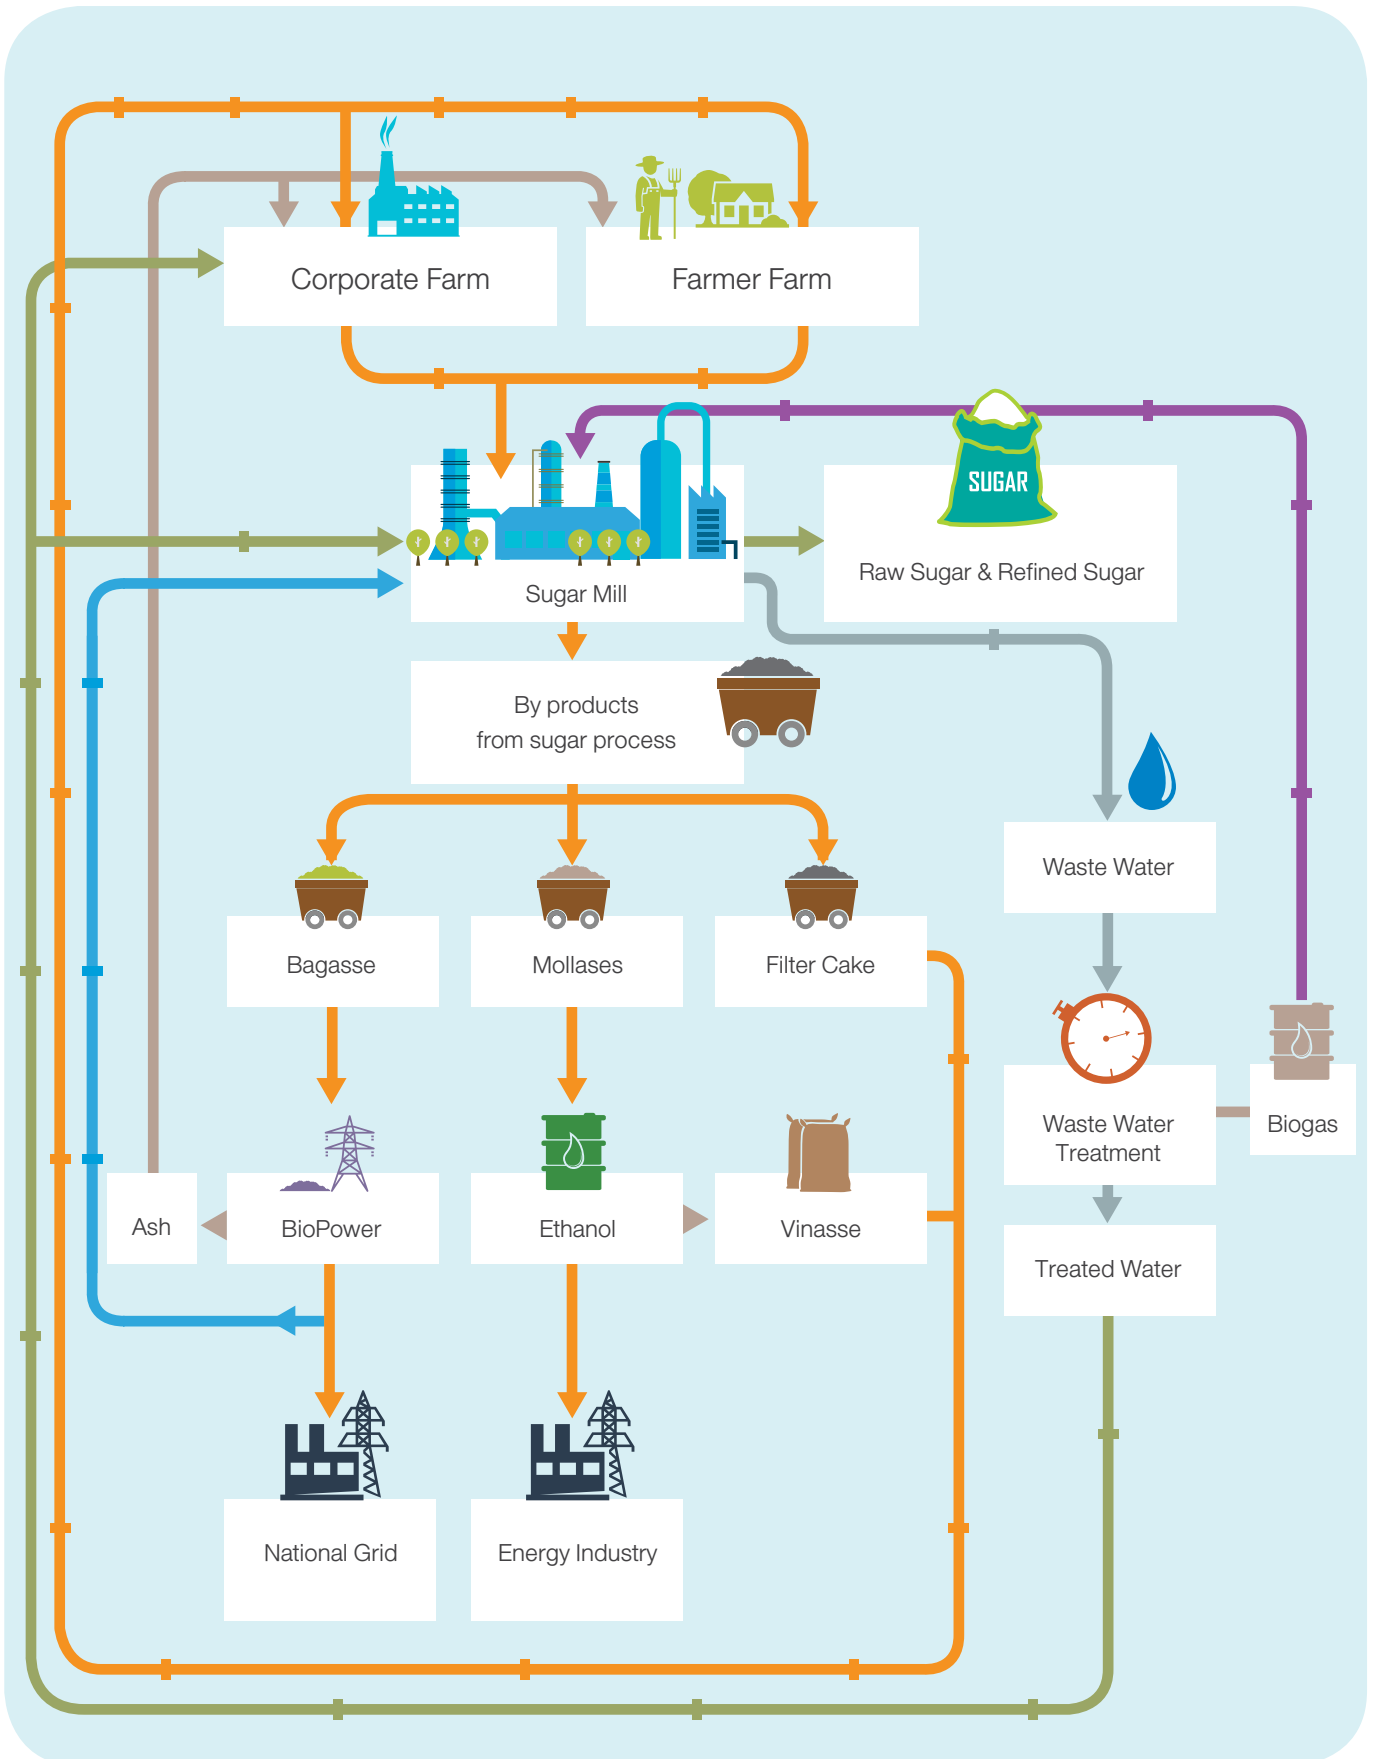 Corporate Farm
Farmer Farm
SUGAR
Raw Sugar & Refined Sugar
Sugar Mill
By products
from sugar process
Waste Water
Bagasse
Mollases
Filter Cake
Waste Water
Treatment
Biogas
Ash
BioPower
Ethanol
Vinasse
Treated Water
National Grid
Energy Industry